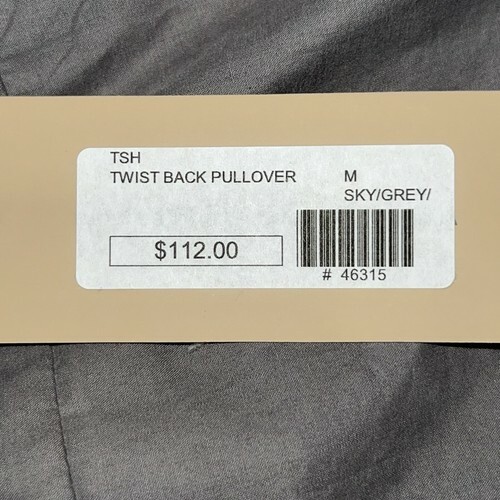 TSH
TWIST BACK PULLOVER M
SKY/GREY/
$112.00
# 46315